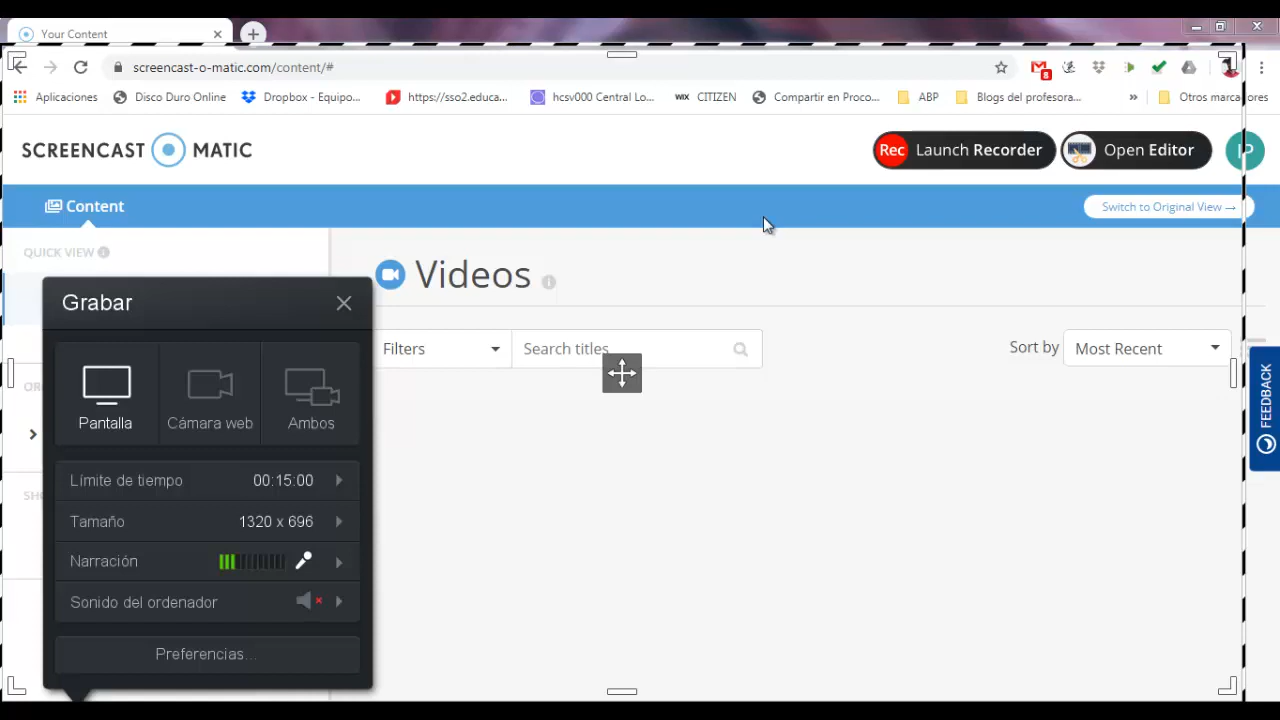 Your Content
screencast-o-matic.com/content/#
8
Aplicaciones Disco Duro Online Dropbox - Equipo... https://sso2.educa... hcsv000 Central Lo... WIX CITIZEN Compartir en Proco... ABP Blogs del profesora... » Otros marcadores
SCREENCAST MATIC
Rec Launch Recorder Open Editor
Content Switch to Original View →
QUICK VIEW
Videos
Filters Search titles Sort by Most Recent
Grabar
Pantalla Cámara web Ambos
Límite de tiempo 00:15:00
Tamaño 1320 x 696
Narración
Sonido del ordenador
Preferencias...
FEEDBACK